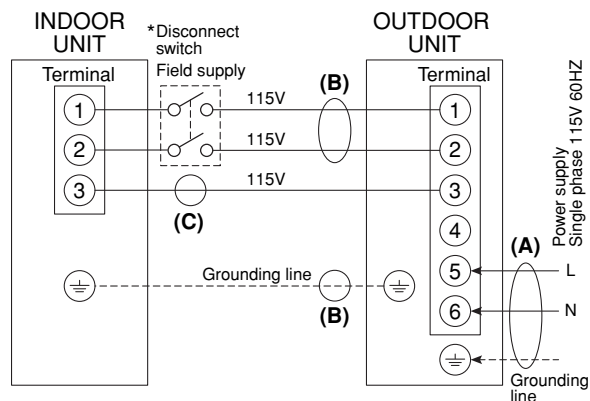 INDOOR
UNIT
OUTDOOR
UNIT
*Disconnect
switch
Field supply
Terminal
Terminal
(B)
115V
1
1
115V
2
2
115V
3
3
(C)
4
Power supply
Single phase 115V 60HZ
(A)
5
L
Grounding line
(B)
6
N
Grounding
line